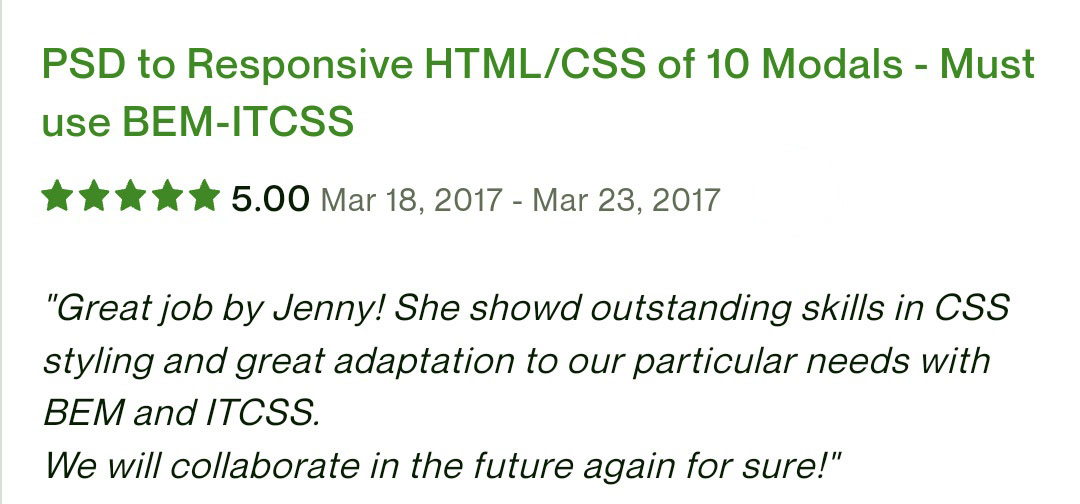 PSD to Responsive HTML/CSS of 10 Modals - Must
use BEM-ITCSS
5.00 Mar 18, 2017 - Mar 23, 2017
"Great job by Jenny! She showd outstanding skills in CSS
styling and great adaptation to our particular needs with
BEM and ITCSS.
We will collaborate in the future again for sure!"